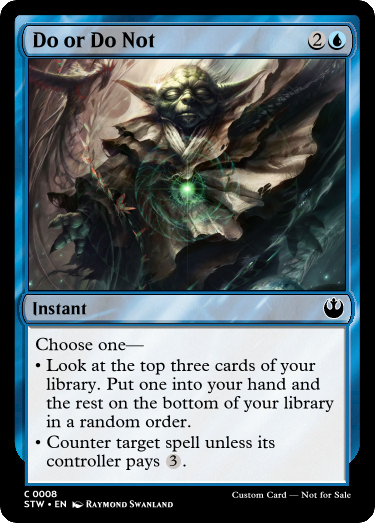 Do or Do Not 2
Instant
Choose one—
• Look at the top three cards of your
library. Put one into your hand and
the rest on the bottom of your library
in a random order.
• Counter target spell unless its
controller pays 3.
C 0008
STW • EN Raymond Swanland
Custom Card — Not for Sale